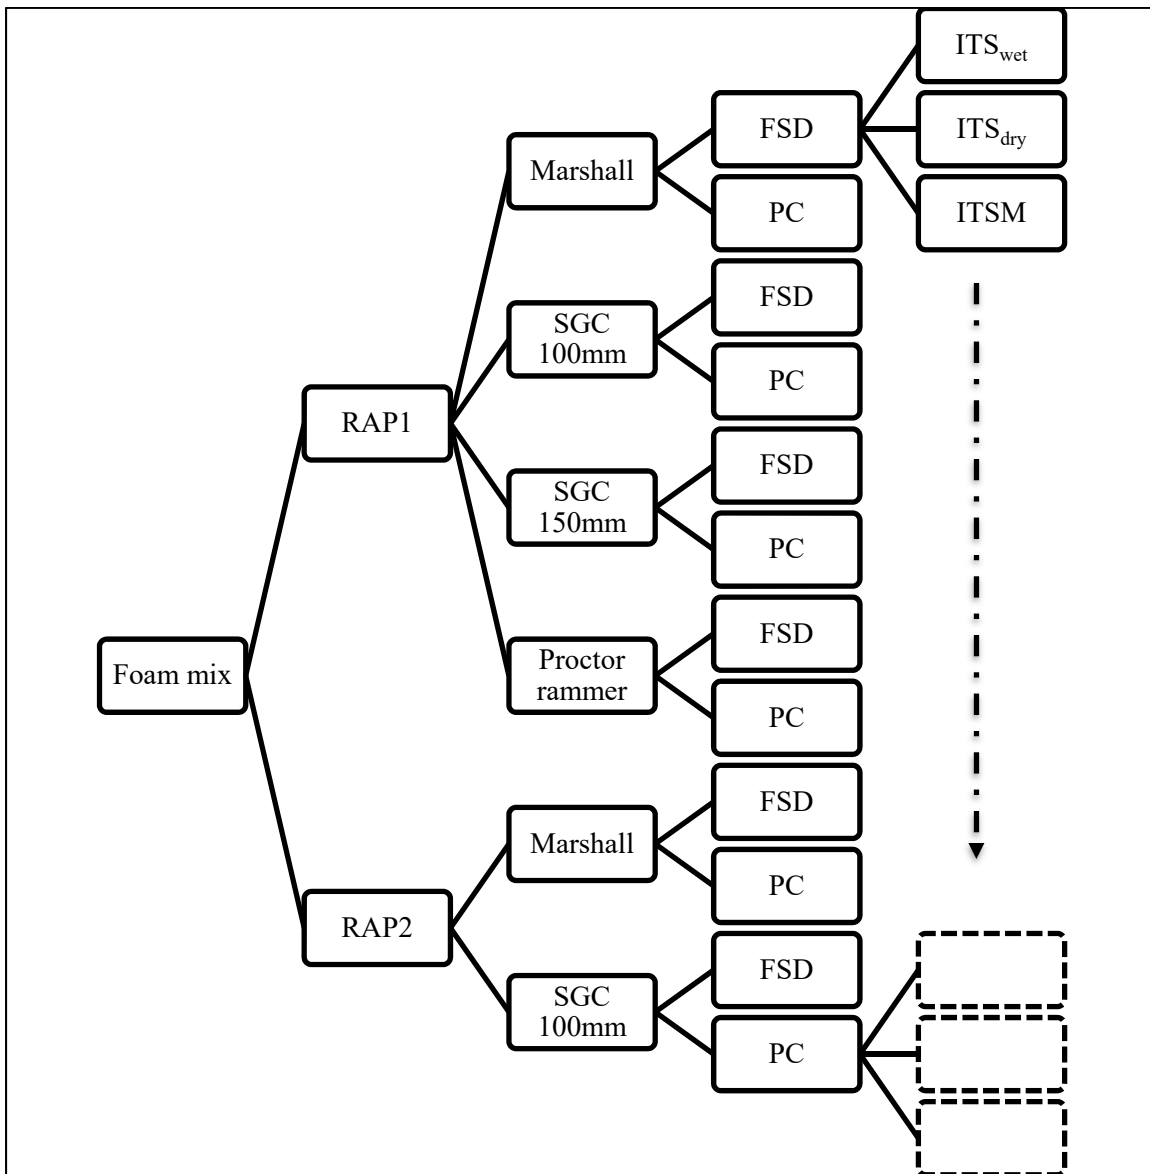 ITSwet
FSD
ITSdry
Marshall
PC
ITSM
FSD
SGC
100mm
PC
RAP1
FSD
SGC
150mm
PC
FSD
Foam mix
Proctor
rammer
PC
FSD
Marshall
PC
RAP2
FSD
SGC
100mm
PC